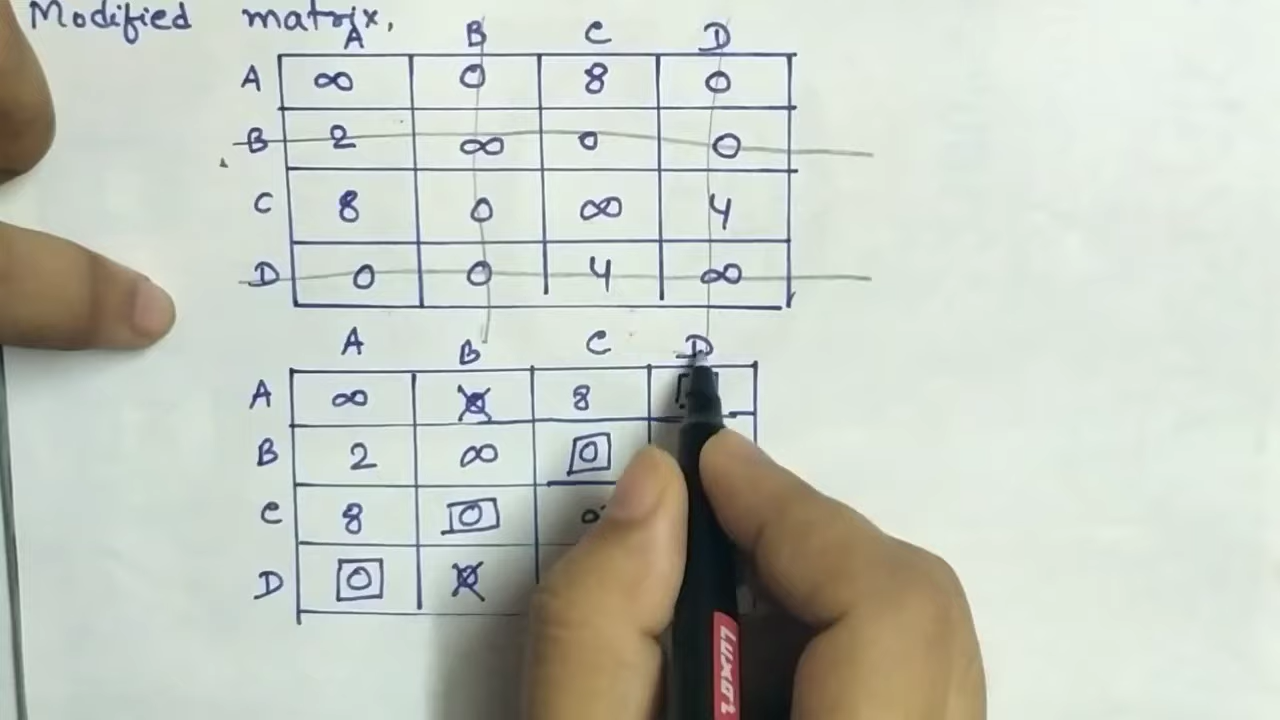 Modified matrix,
A B C D
A ∞ 0 8 0
B 2 ∞ 0 0
C 8 0 ∞ 4
D 0 0 4 ∞
A B C D
A ∞ 0 8
B 2 ∞ 0
C 8 0
D 0 0
LUXOR